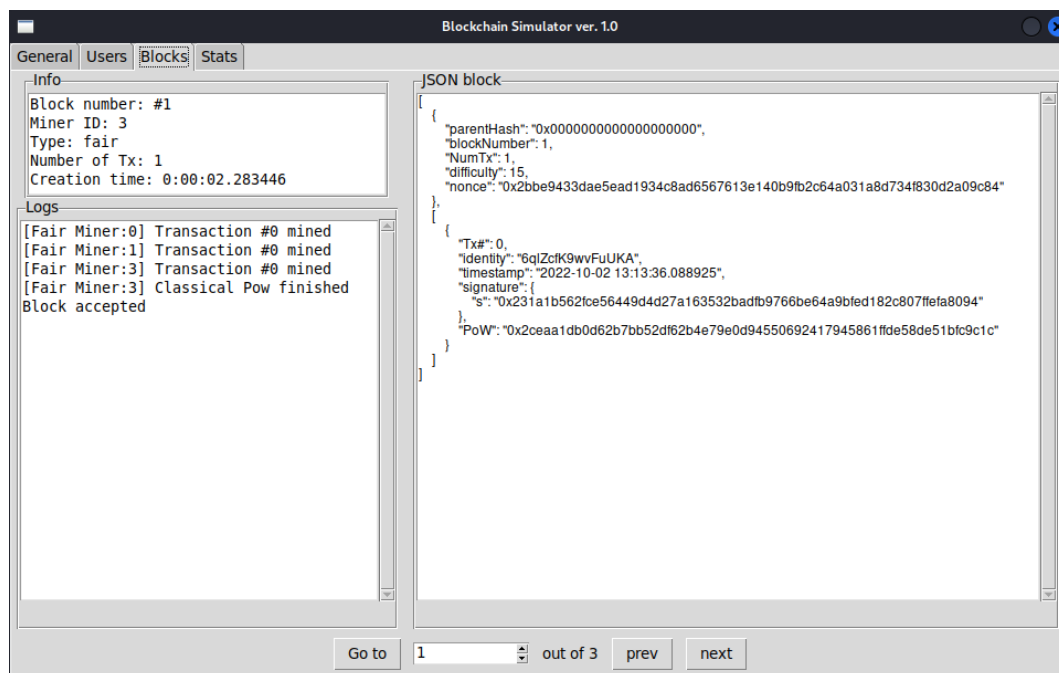 Blockchain Simulator ver. 1.0
General Users Blocks Stats
Info
Block number: #1
Miner ID: 3
Type: fair
Number of Tx: 1
Creation time: 0:00:02.283446
Logs
[Fair Miner:0] Transaction #0 mined
[Fair Miner:1] Transaction #0 mined
[Fair Miner:3] Transaction #0 mined
[Fair Miner:3] Classical Pow finished
Block accepted
JSON block
[
{
"parentHash": "0x0000000000000000000",
"blockNumber": 1,
"NumTx": 1,
"difficulty": 15,
"nonce": "0x2bbe9433dae5ead1934c8ad6567613e140b9fb2c64a031a8d734f830d2a09c84"
},
[
{
"Tx#": 0,
"identity": "6qIZcfK9wvFuUKA",
"timestamp": "2022-10-02 13:13:36.088925",
"signature": {
"s": "0x231a1b562fce56449d4d27a163532badfb9766be64a9bfed182c807ffefa8094"
},
"PoW": "0x2ceaa1db0d62b7bb52df62b4e79e0d94550692417945861ffde58de51bfc9c1c"
}
]
]
Go to 1 out of 3 prev next